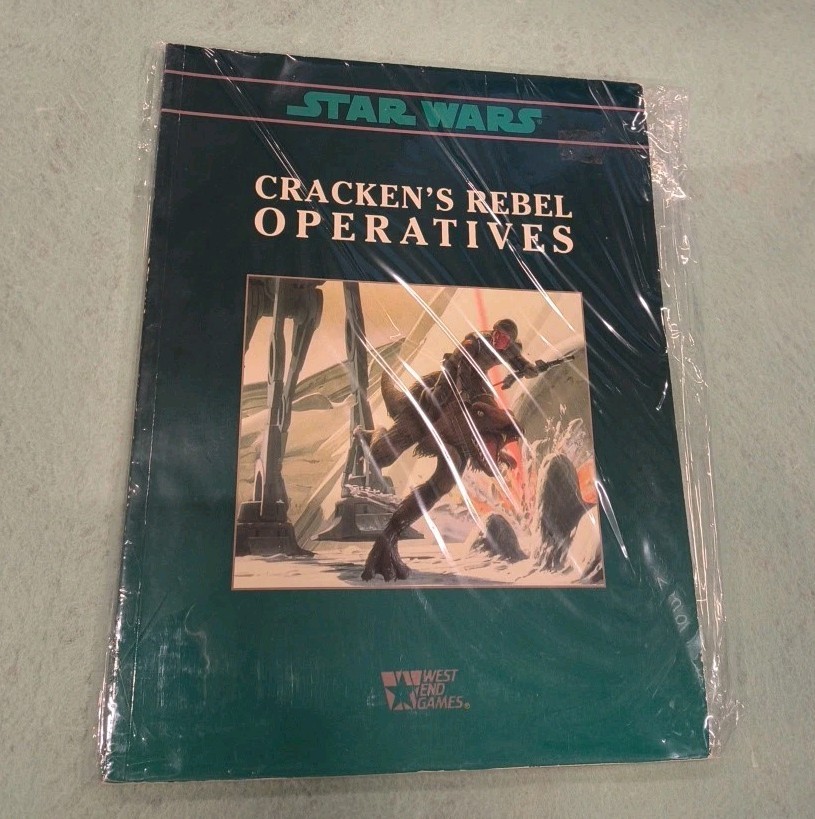 STAR WARS
CRACKEN'S REBEL
OPERATIVES
WEST
END
GAMES®